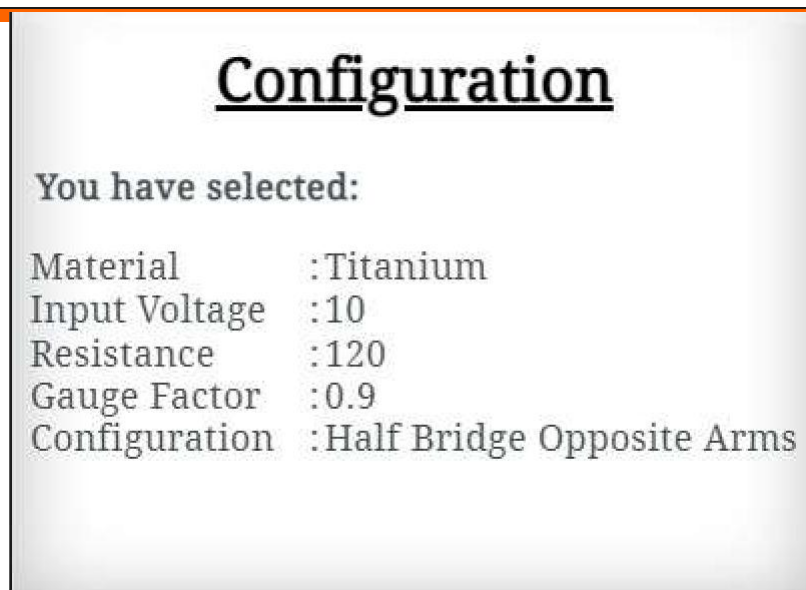 Configuration
You have selected:
Material :Titanium
Input Voltage :10
Resistance :120
Gauge Factor :0.9
Configuration :Half Bridge Opposite Arms